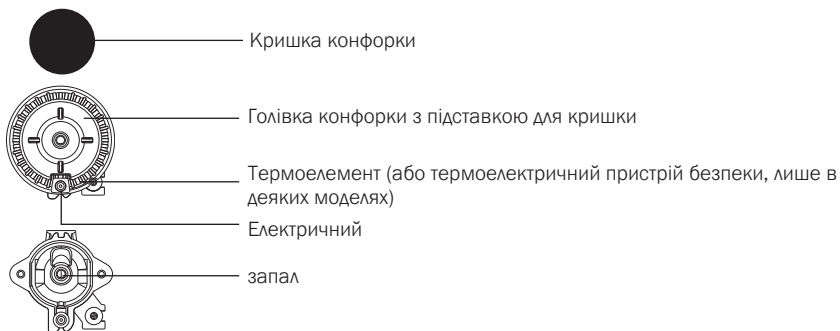 Кришка конфорки
Голівка конфорки з підставкою для кришки
Термоелемент (або термоелектричний пристрій безпеки, лише в
деяких моделях)
Електричний
запал